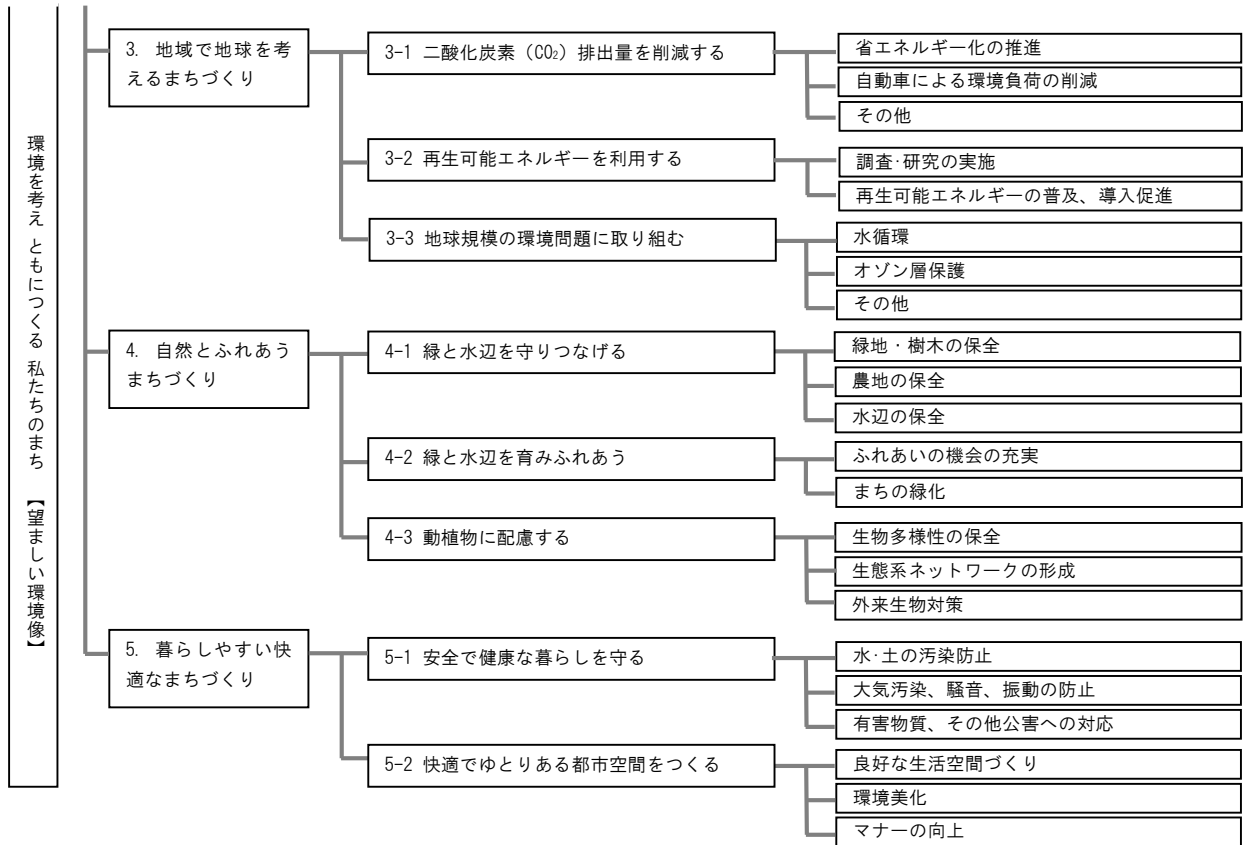 環境を考え ともにつくる 私たちのまち 【望ましい環境像】
3. 地域で地球を考
えるまちづくり
3-1 二酸化炭素（CO₂）排出量を削減する
省エネルギー化の推進
自動車による環境負荷の削減
その他
3-2 再生可能エネルギーを利用する
調査･研究の実施
再生可能エネルギーの普及、導入促進
3-3 地球規模の環境問題に取り組む
水循環
オゾン層保護
その他
4. 自然とふれあう
まちづくり
4-1 緑と水辺を守りつなげる
緑地・樹木の保全
農地の保全
水辺の保全
4-2 緑と水辺を育みふれあう
ふれあいの機会の充実
まちの緑化
4-3 動植物に配慮する
生物多様性の保全
生態系ネットワークの形成
外来生物対策
5. 暮らしやすい快
適なまちづくり
5-1 安全で健康な暮らしを守る
水･土の汚染防止
大気汚染、騒音、振動の防止
有害物質、その他公害への対応
5-2 快適でゆとりある都市空間をつくる
良好な生活空間づくり
環境美化
マナーの向上